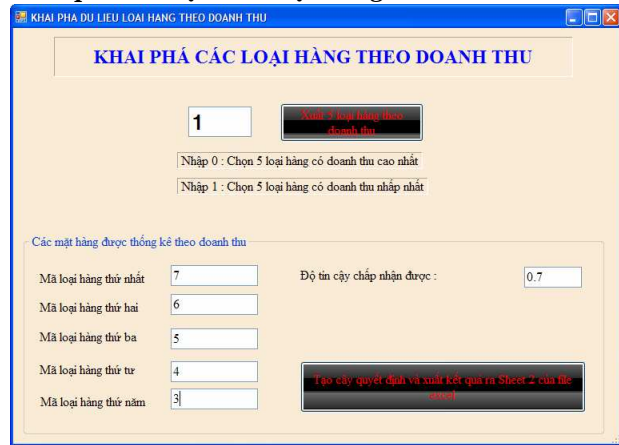 KHAI PHA DU LIEU LOAI HANG THEO DOANH THU
KHAI PHÁ CÁC LOẠI HÀNG THEO DOANH THU
1
Xuất 5 loại hàng theo
doanh thu
Nhập 0 : Chọn 5 loại hàng có doanh thu cao nhất
Nhập 1 : Chọn 5 loại hàng có doanh thu nhấp nhất
Các mặt hàng được thống kê theo doanh thu
Mã loại hàng thứ nhất
7
Độ tin cậy chấp nhận được :
0.7
Mã loại hàng thứ hai
6
Mã loại hàng thứ ba
5
Mã loại hàng thứ tư
4
Mã loại hàng thứ năm
3
Tạo cây quyết định và xuất kết quả ra Sheet 2 của file
excel